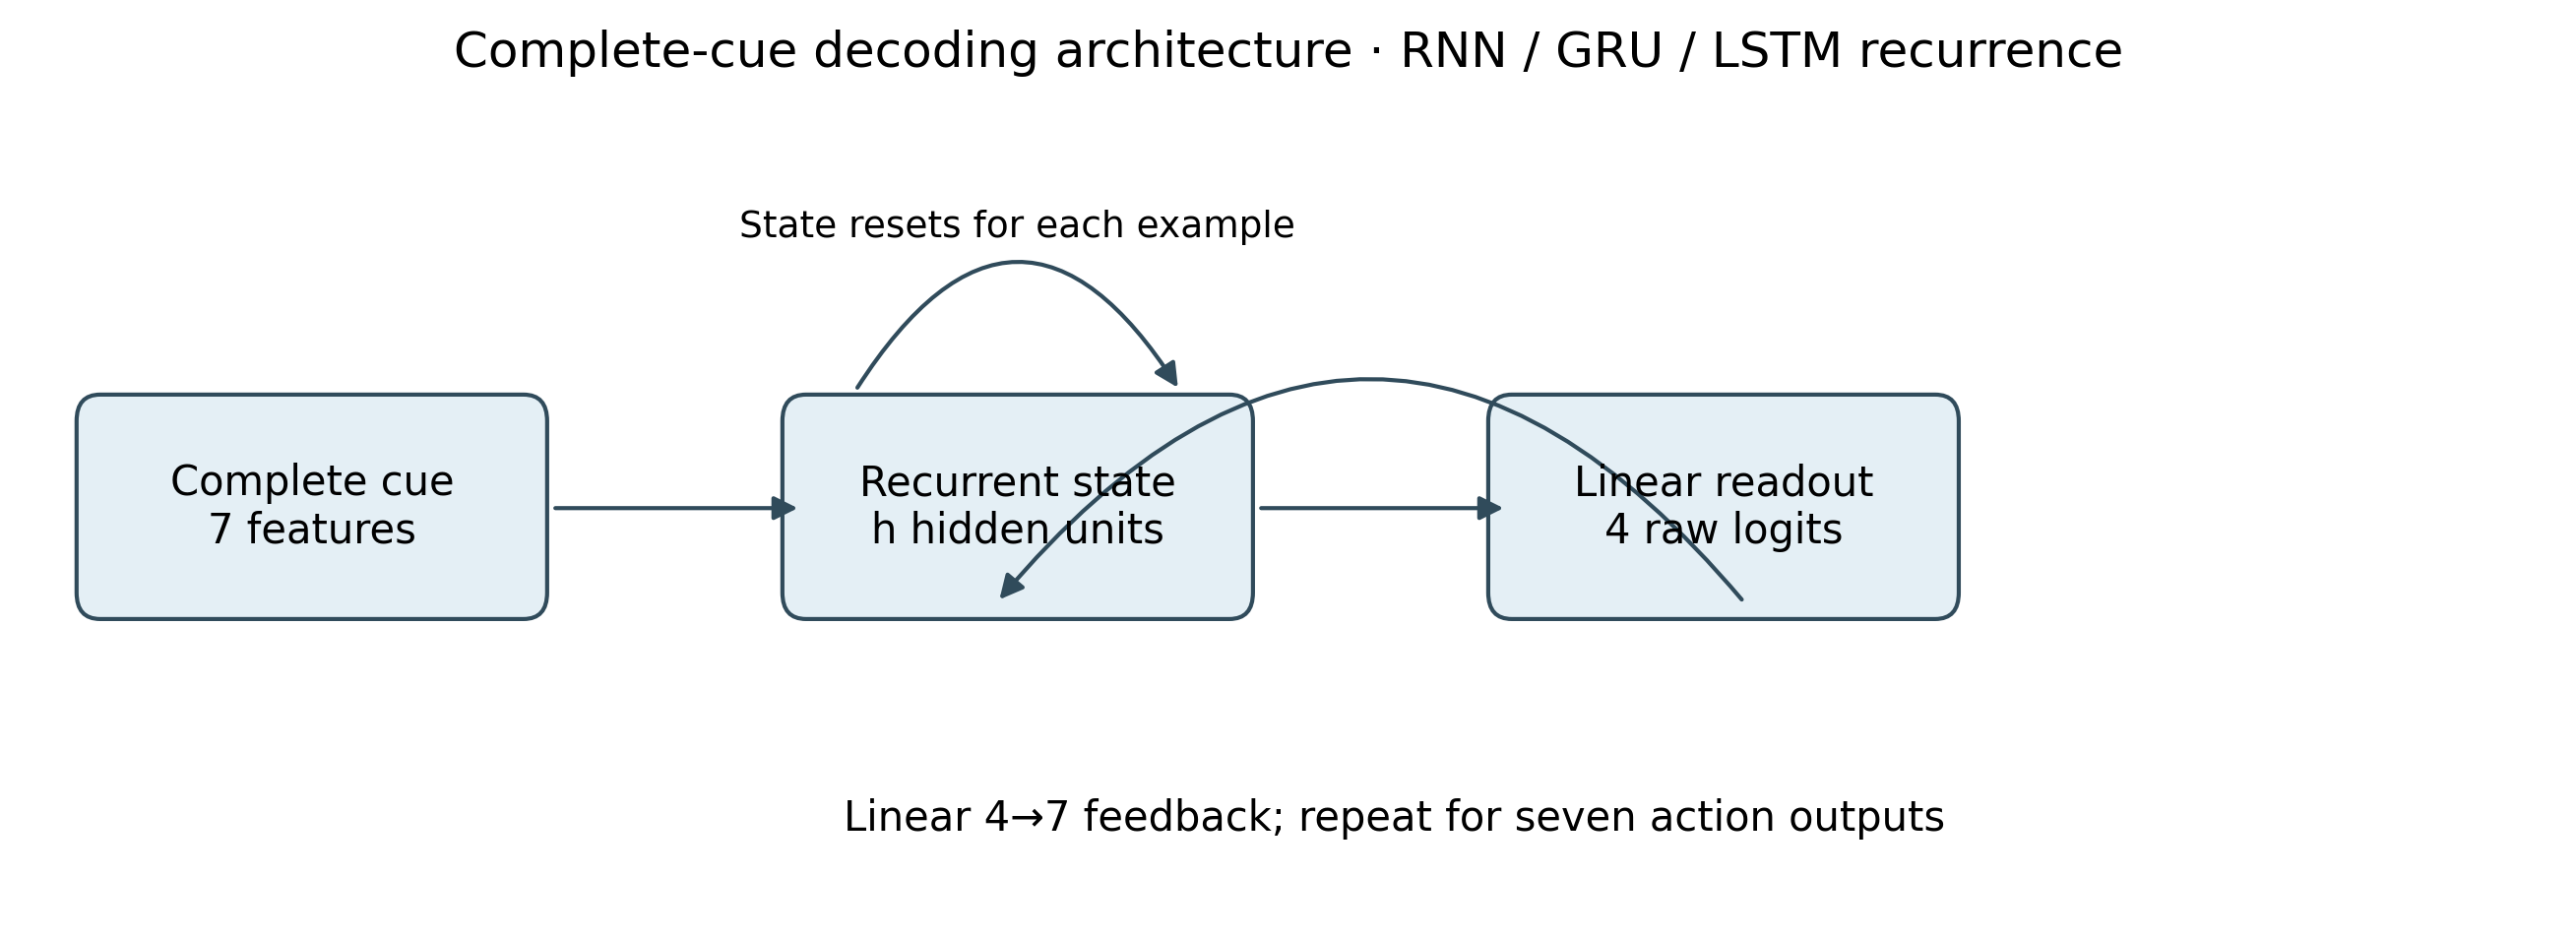 Complete-cue decoding architecture · RNN / GRU / LSTM recurrence
State resets for each example
Complete cue
7 features
Recurrent state
h hidden units
Linear readout
4 raw logits
Linear 4→7 feedback; repeat for seven action outputs